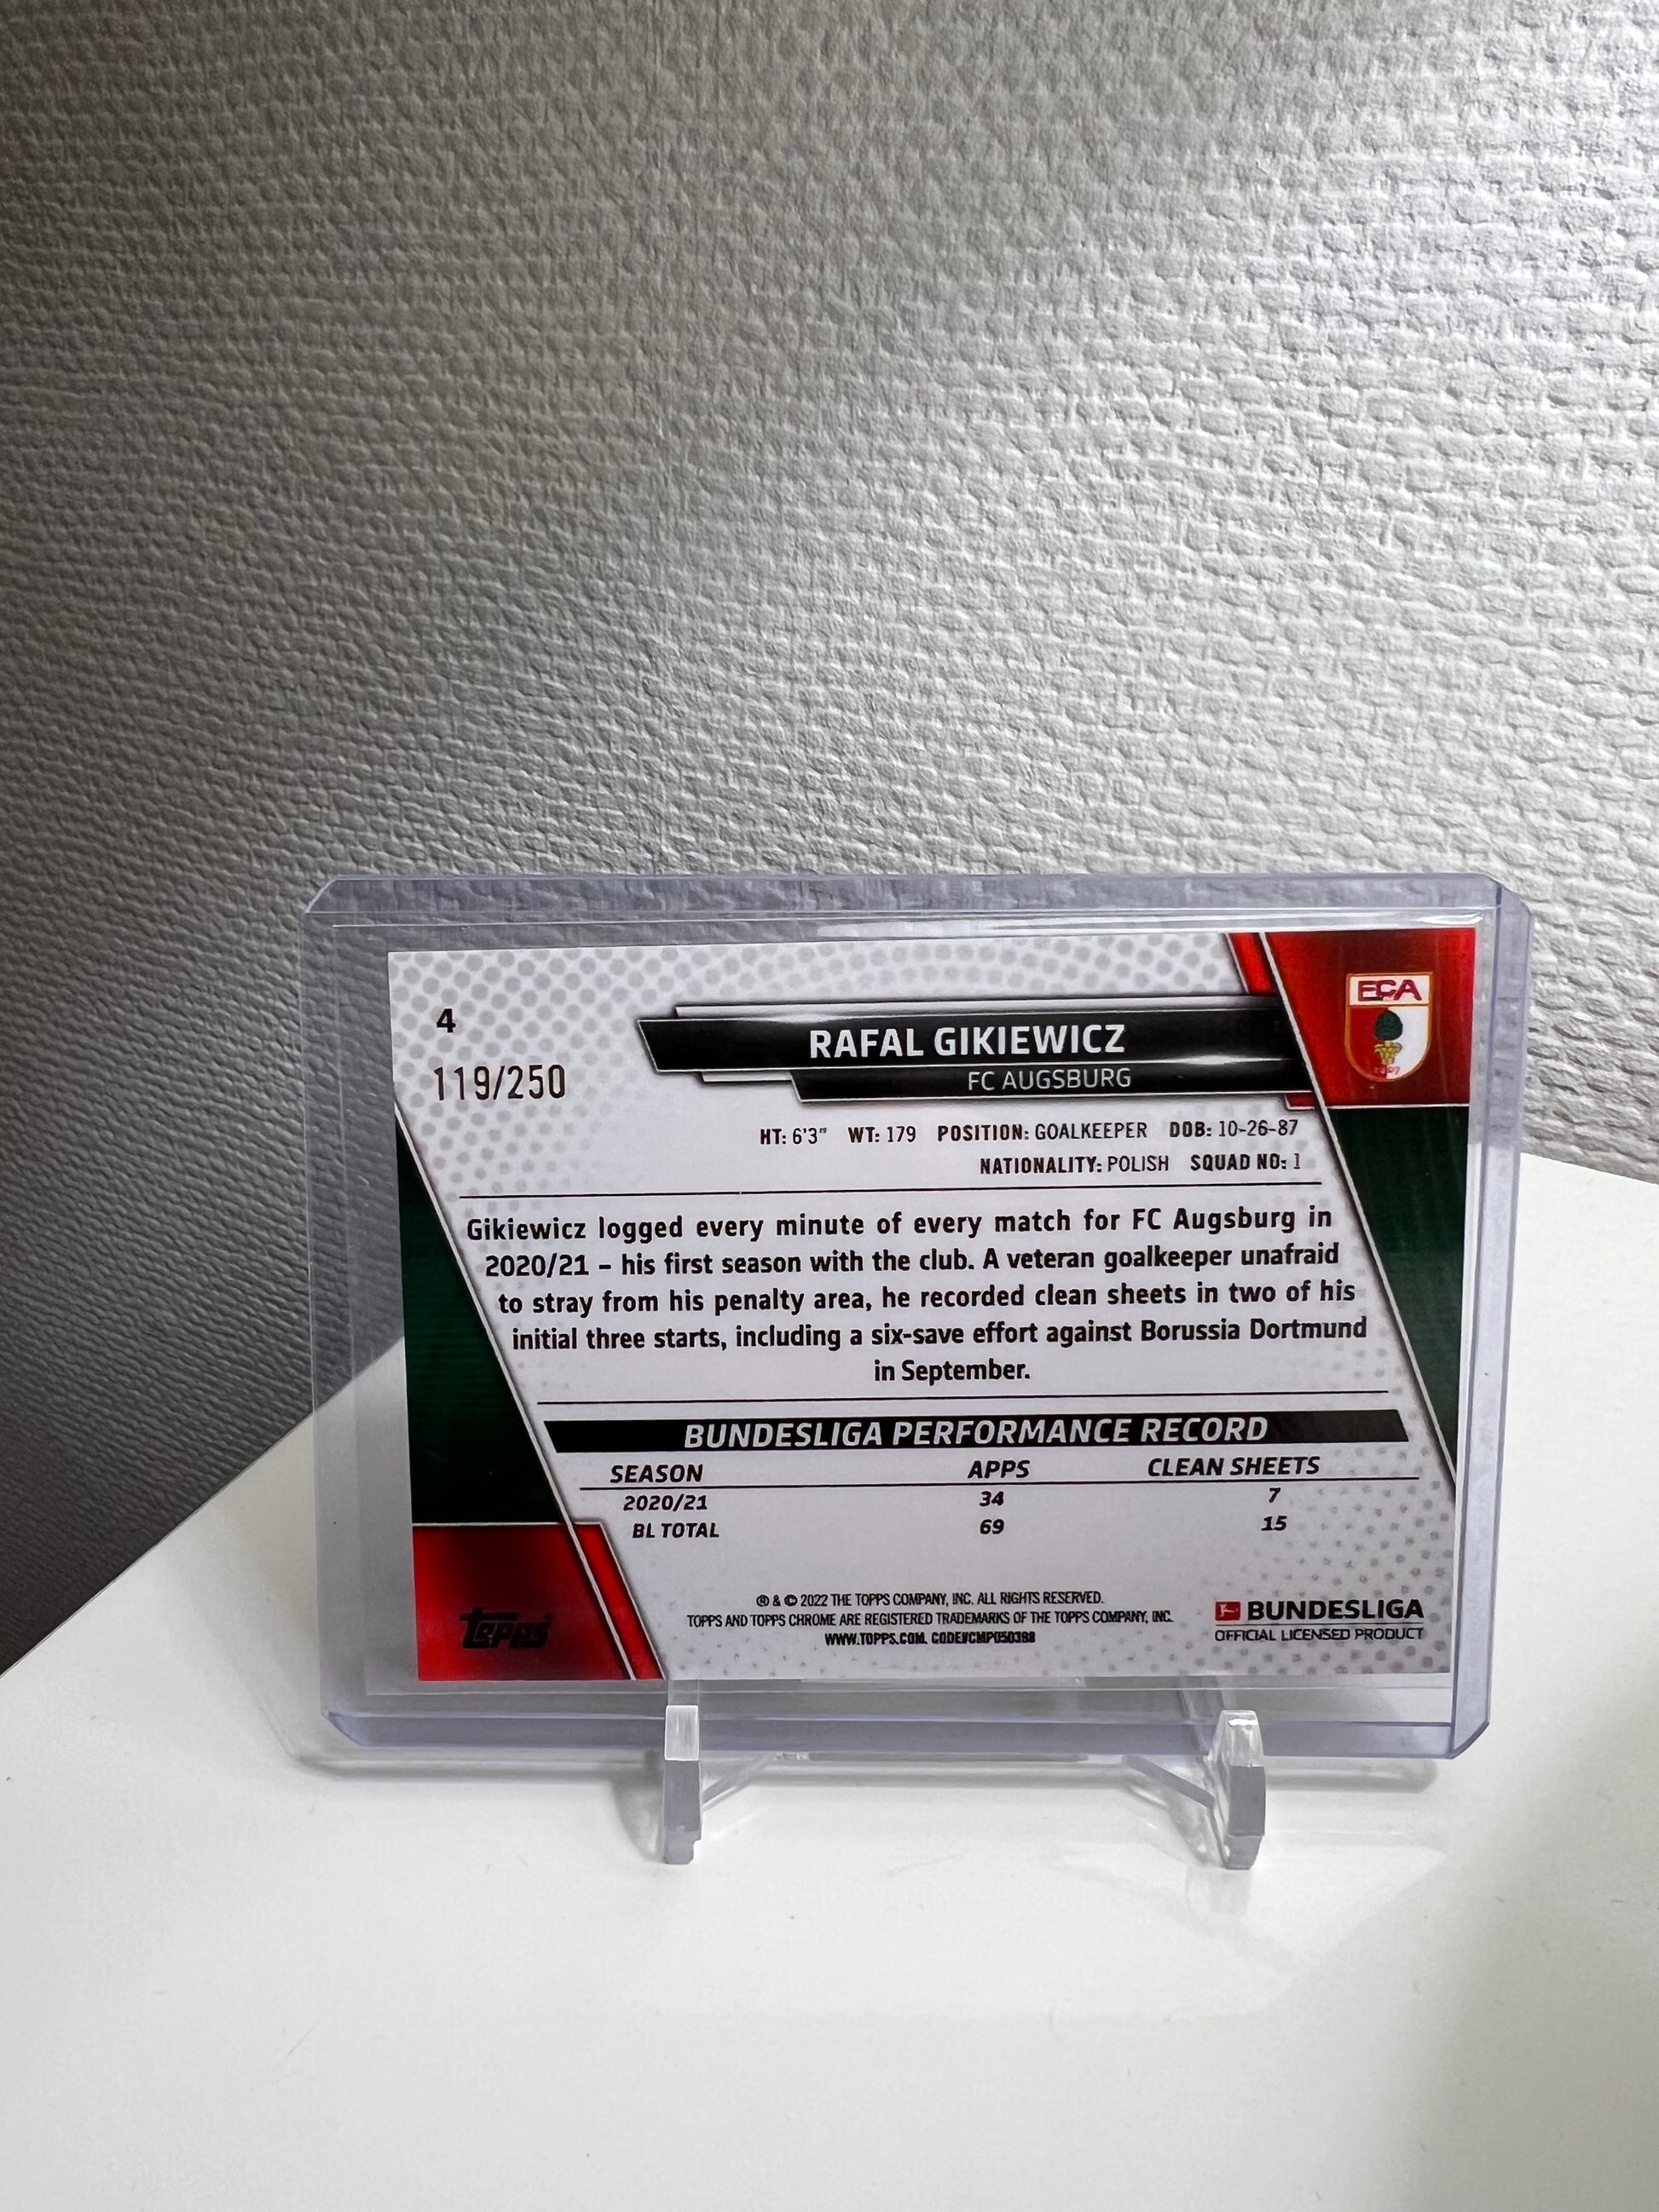 4
119/250
RAFAL GIKIEWICZ
FC AUGSBURG
FCA
1907
HT: 6'3" WT: 179 POSITION: GOALKEEPER DOB: 10-26-87
NATIONALITY: POLISH SQUAD NO: 1
Gikiewicz logged every minute of every match for FC Augsburg in
2020/21 – his first season with the club. A veteran goalkeeper unafraid
to stray from his penalty area, he recorded clean sheets in two of his
initial three starts, including a six-save effort against Borussia Dortmund
in September.
BUNDESLIGA PERFORMANCE RECORD
SEASON APPS CLEAN SHEETS
2020/21 34 7
BL TOTAL 69 15
® & © 2022 THE TOPPS COMPANY, INC. ALL RIGHTS RESERVED.
TOPPS AND TOPPS CHROME ARE REGISTERED TRADEMARKS OF THE TOPPS COMPANY, INC.
WWW.TOPPS.COM. CODE#CMP050398
Topps
BUNDESLIGA
OFFICIAL LICENSED PRODUCT